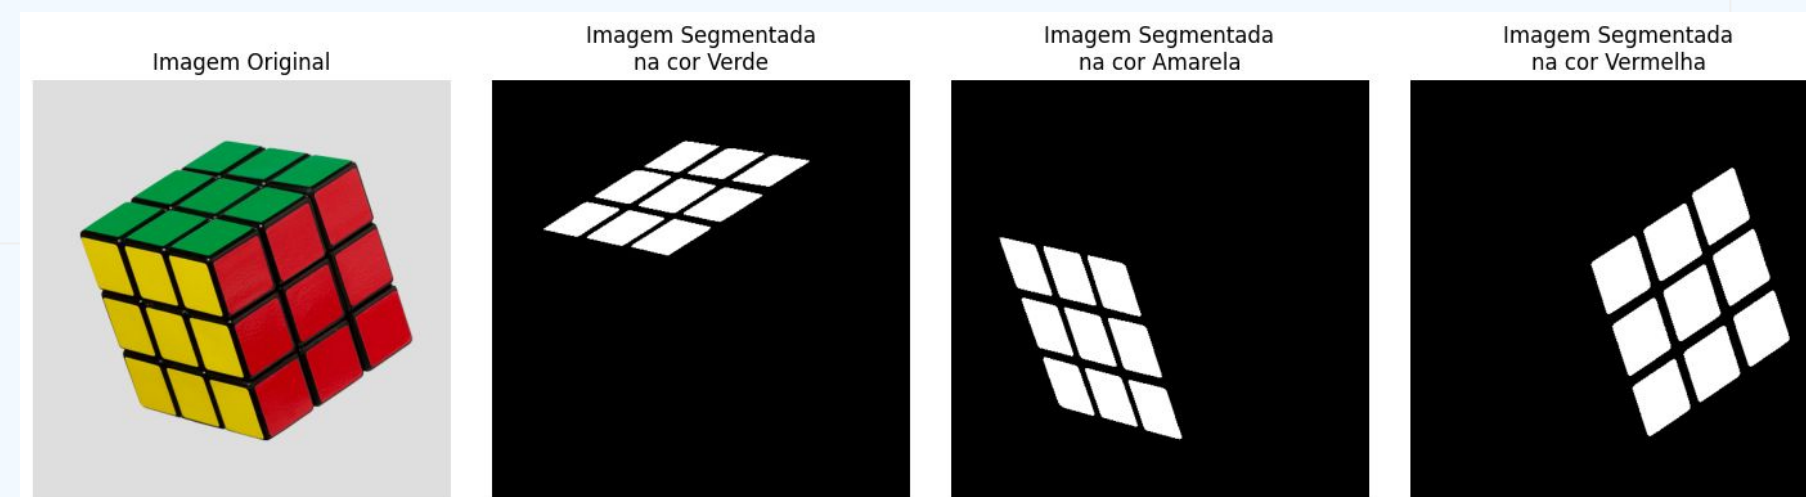 Imagem Original
Imagem Segmentada
na cor Verde
Imagem Segmentada
na cor Amarela
Imagem Segmentada
na cor Vermelha